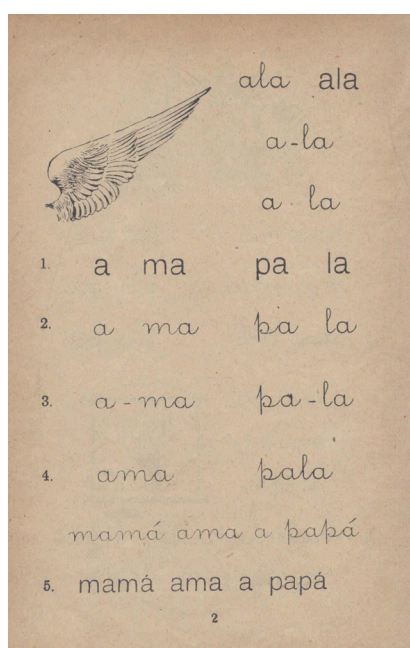 ala ala
a-la
a la
1. a ma pa la
2. a ma pa la
3. a-ma pa-la
4. ama pala
mamá ama a papá
5. mamá ama a papá
2